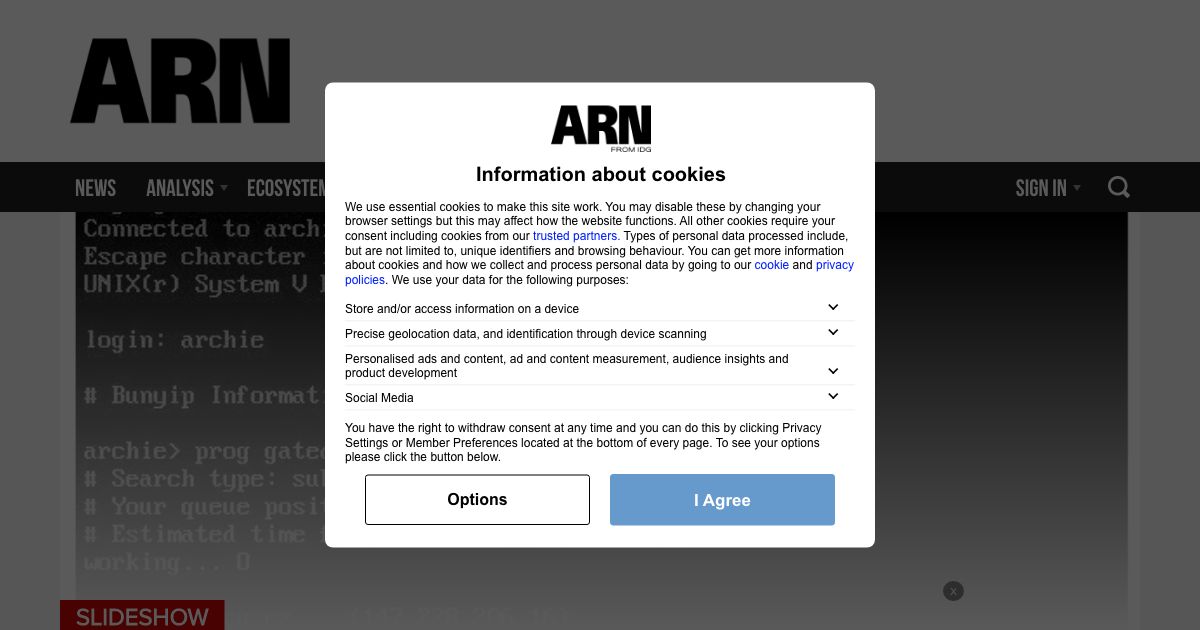 ARN
NEWS
ANALYSIS
SIGN IN
ARN
FROM IDG
Information about cookies
We use essential cookies to make this site work. You may disable these by changing your
browser settings but this may affect how the website functions. All other cookies require your
consent including cookies from our trusted partners. Types of personal data processed include,
but are not limited to, unique identifiers and browsing behaviour. You can get more information
about cookies and how we collect and process personal data by going to our cookie and privacy
policies. We use your data for the following purposes:
Store and/or access information on a device
Precise geolocation data, and identification through device scanning
Personalised ads and content, ad and content measurement, audience insights and
product development
Social Media
You have the right to withdraw consent at any time and you can do this by clicking Privacy
Settings or Member Preferences located at the bottom of every page. To see your options
please click the button below.
Options
I Agree
Connected to
Escape character
UNIX(r) System V
login: archie
# Bunyip
archie> prog
# Search type:
# Your queue
# Estimated time
working... O
x
SLIDESHOW